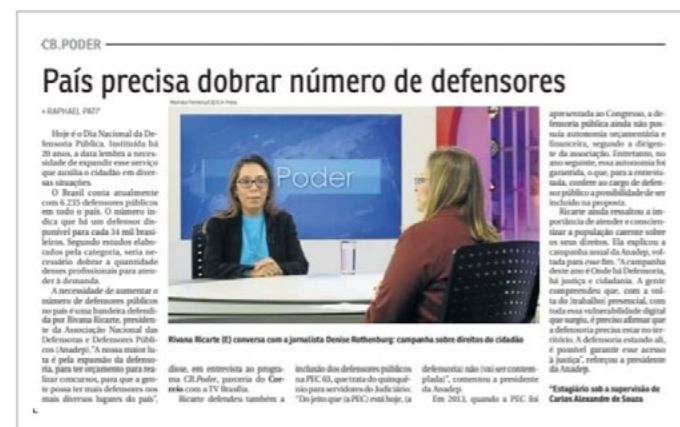 CB.PODER
País precisa dobrar número de defensores
» RAPHAEL PATI*
Hoje é o Dia Nacional da De-
fensoria Pública. Instituída há
20 anos, a data lembra a neces-
sidade de expandir esse serviço
que auxilia o cidadão em diver-
sas situações.
O Brasil conta atualmente
com 6.235 defensores públicos
em todo o país. O número in-
dica que há um defensor dis-
ponível para cada 34 mil brasi-
leiros. Segundo estudos elabo-
rados pela categoria, seria ne-
cessário dobrar a quantidade
desses profissionais para aten-
der à demanda.
A necessidade de aumentar o
número de defensores públicos
no país é uma bandeira defendi-
da por Rivana Ricarte, presiden-
te da Associação Nacional das
Defensoras e Defensores Públi-
cos (Anadep). "A nossa maior lu-
ta é pela expansão da defenso-
ria, para ter orçamento para rea-
lizar concursos, para que a gen-
te possa ter mais defensores nos
mais diversos lugares do país",
Poder
Rivana Ricarte (E) conversa com a jornalista Denise Rothenburg: campanha sobre direitos do cidadão
disse, em entrevista ao progra-
ma CB.Poder, parceria do Cor-
reio com a TV Brasília.
Ricarte defendeu também a
inclusão dos defensores públicos
na PEC 63, que trata do quinquê-
nio para servidores do Judiciário:
"Do jeito que (a PEC) está hoje, (a
defensoria) não (vai ser contem-
plada)", comentou a presidente
da Anadep.
Em 2013, quando a PEC foi
apresentada ao Congresso, a de-
fensoria pública ainda não pos-
suía autonomia orçamentária e
financeira, segundo a dirigen-
te da associação. Entretanto, no
ano seguinte, essa autonomia foi
garantida, o que, para a entrevis-
tada, confere ao cargo de defen-
sor público a possibilidade de ser
incluído na proposta.
Ricarte ainda ressaltou a im-
portância de atender e conscien-
tizar a população carente sobre
os seus direitos. Ela explicou a
campanha anual da Anadep, vol-
tada para esse fim. "A campanha
deste ano é Onde há Defensoria,
há justiça e cidadania. A gente
compreendeu que, com a vol-
ta do (trabalho) presencial, com
toda essa vulnerabilidade digital
que surgiu, é preciso afirmar que
a defensoria precisa estar no ter-
ritório. A defensoria estando ali,
é possível garantir esse acesso
à justiça", reforçou a presidente
da Anadep.
*Estagiário sob a supervisão de
Carlos Alexandre de Souza